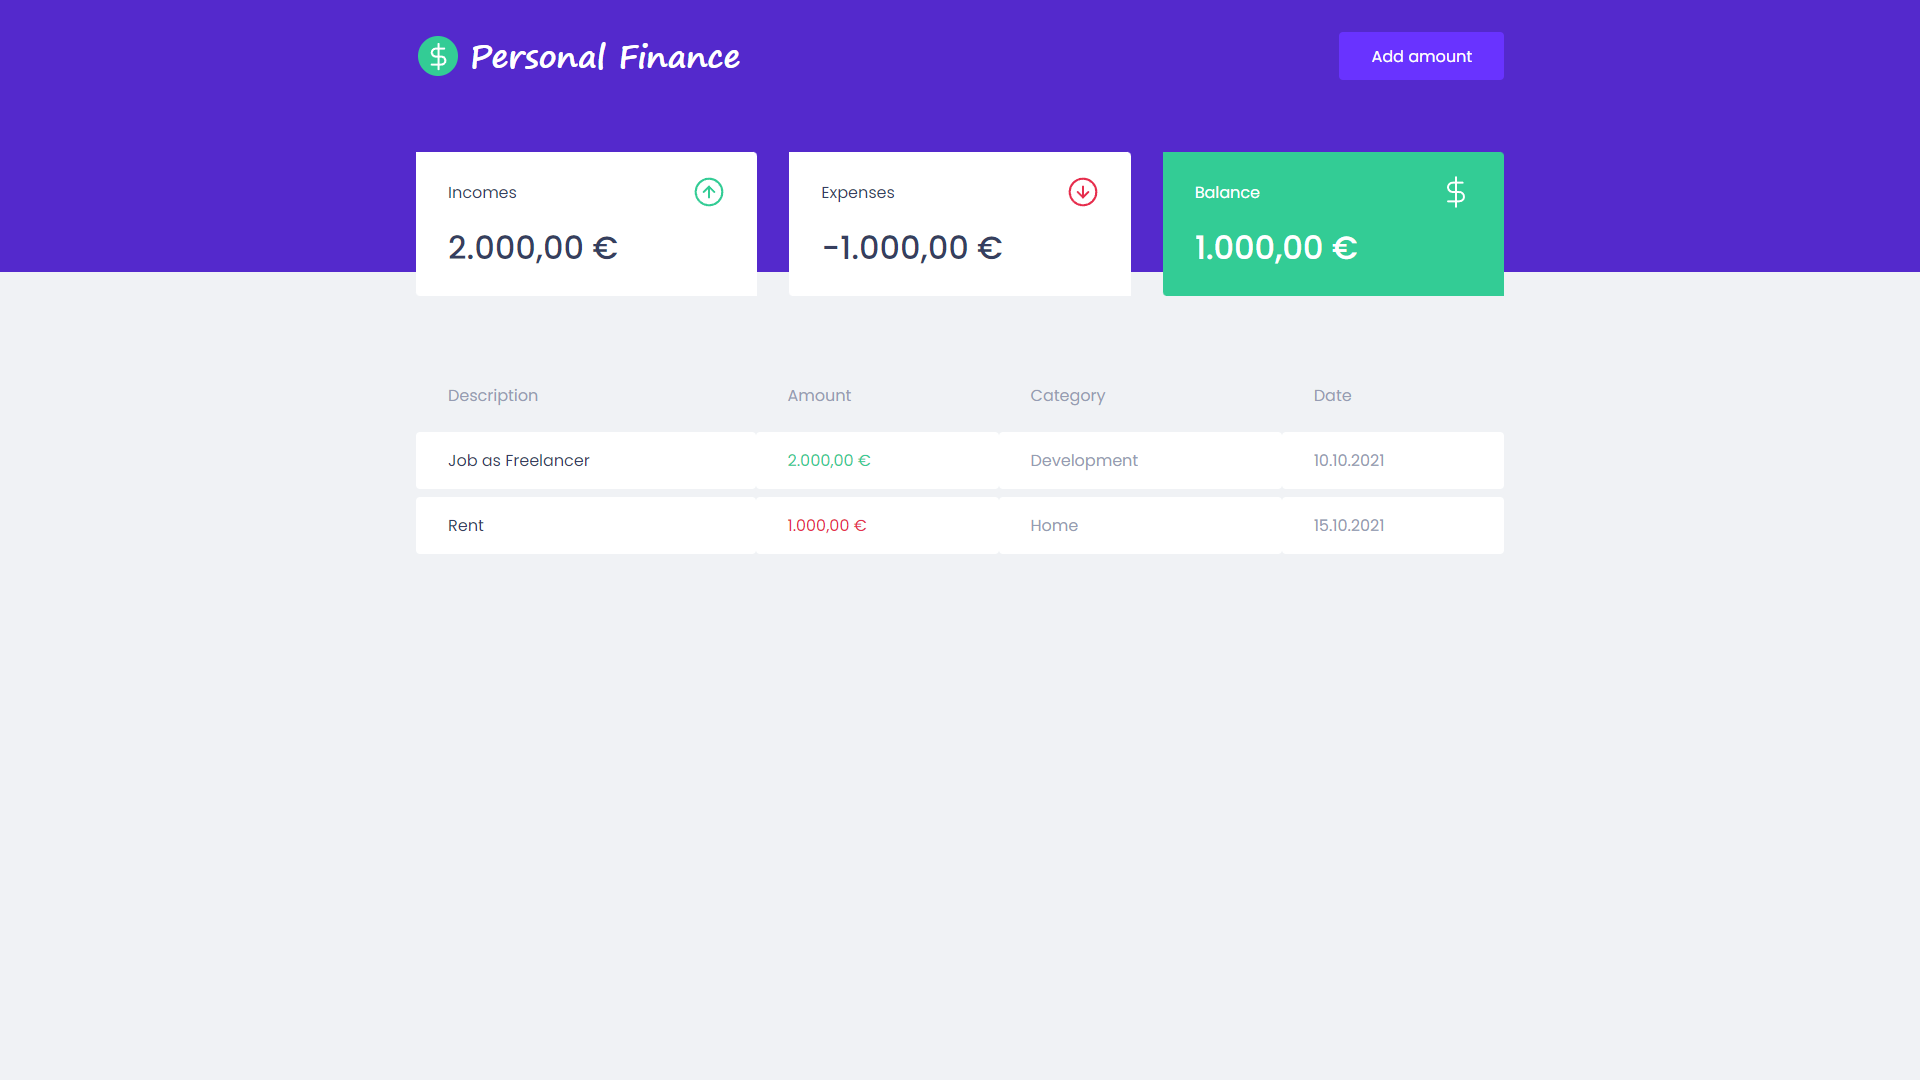 Personal Finance
Add amount
Incomes
2.000,00 €
Expenses
-1.000,00 €
Balance
1.000,00 €
Description Amount Category Date
Job as Freelancer 2.000,00 € Development 10.10.2021
Rent 1.000,00 € Home 15.10.2021